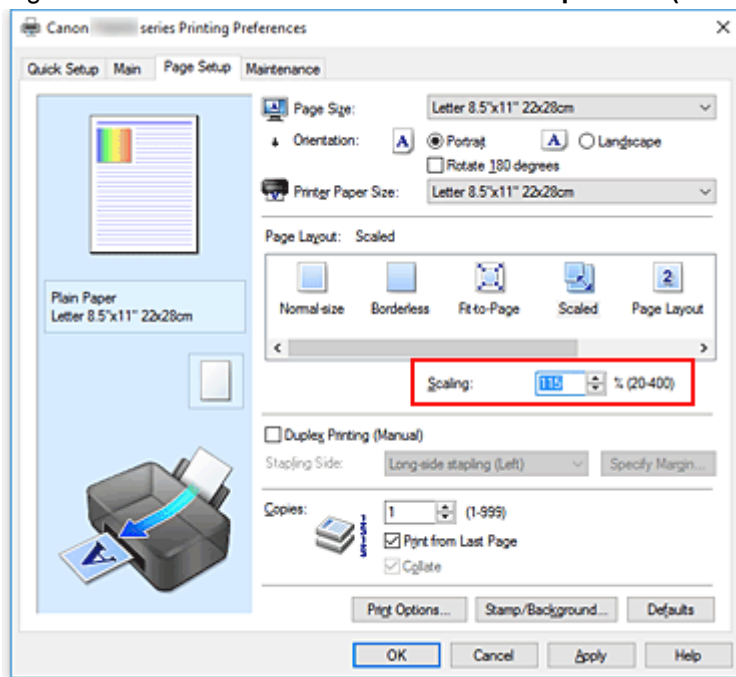 Canon series Printing Preferences
Quick Setup Main Page Setup Maintenance
Page Size: Letter 8.5"x11" 22x28cm
Orientation: A Portrait A Landscape
Rotate 180 degrees
Printer Paper Size: Letter 8.5"x11" 22x28cm
Page Layout: Scaled
Normal-size Borderless Fit-to-Page Scaled 2 Page Layout
Plain Paper
Letter 8.5"x11" 22x28cm
Scaling: 115 % (20-400)
Duplex Printing (Manual)
Stapling Side: Long-side stapling (Left) Specify Margin...
Copies: 1 (1-999)
Print from Last Page
Collate
A
Print Options... Stamp/Background... Defaults
OK Cancel Apply Help